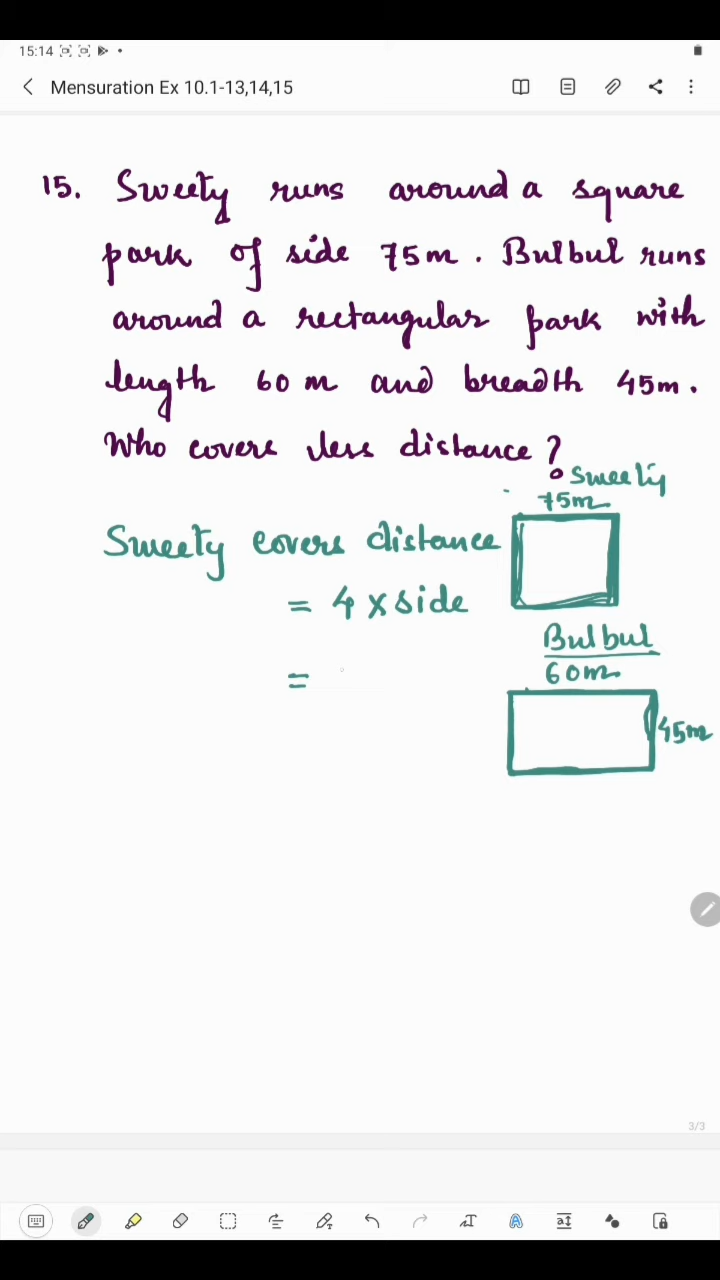 15:14
Mensuration Ex 10.1-13,14,15
15. Sweety runs around a square
park of side 75m. Bulbul runs
around a rectangular park with
length 60 m and breadth 45m.
Who covers less distance?
Sweety
75m
Sweety covers distance
= 4 x side
Bulbul
60m
=
45m
3/3